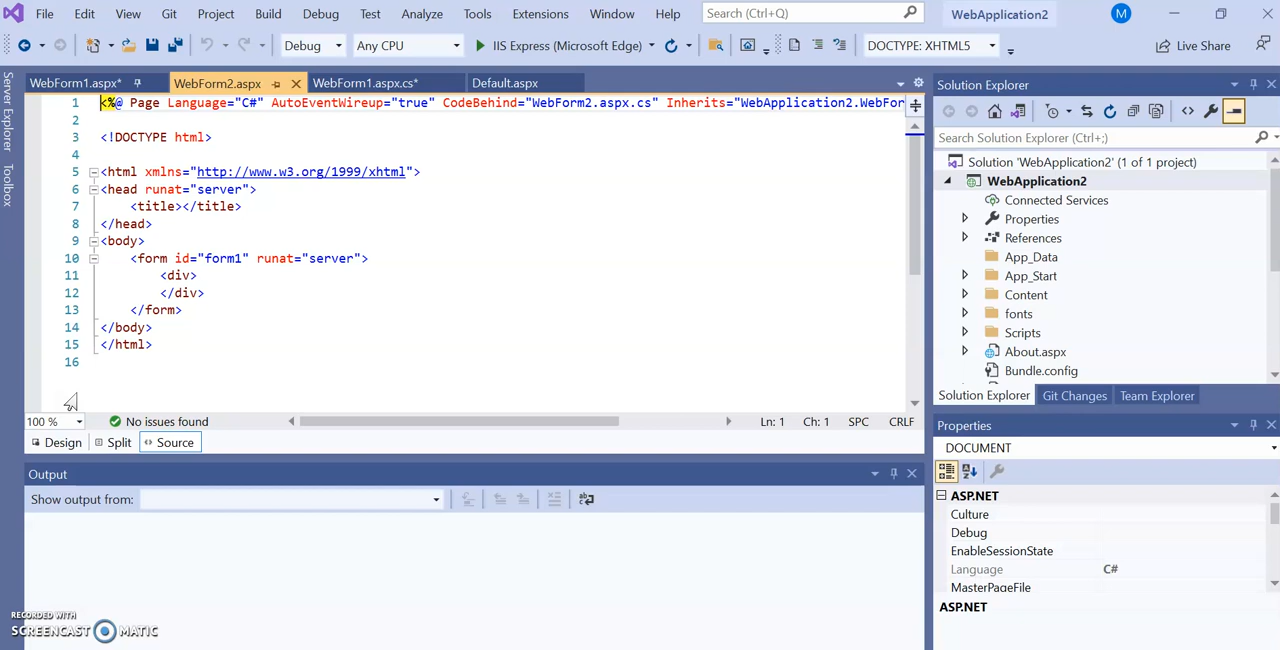 File Edit View Git Project Build Debug Test Analyze Tools Extensions Window Help Search (Ctrl+Q) WebApplication2 M
Debug Any CPU IIS Express (Microsoft Edge) DOCTYPE: XHTML5 Live Share
Server Explorer
Toolbox
WebForm1.aspx* WebForm2.aspx WebForm1.aspx.cs* Default.aspx
1 <%@ Page Language="C#" AutoEventWireup="true" CodeBehind="WebForm2.aspx.cs" Inherits="WebApplication2.WebFor
2
3 <!DOCTYPE html>
4
5 <html xmlns="http://www.w3.org/1999/xhtml">
6 <head runat="server">
7 <title></title>
8 </head>
9 <body>
10 <form id="form1" runat="server">
11 <div>
12 </div>
13 </form>
14 </body>
15 </html>
16
100 % No issues found Ln: 1 Ch: 1 SPC CRLF
Design Split Source
Output
Show output from:
Solution Explorer
Search Solution Explorer (Ctrl+;)
Solution 'WebApplication2' (1 of 1 project)
WebApplication2
Connected Services
Properties
References
App_Data
App_Start
Content
fonts
Scripts
About.aspx
Bundle.config
Solution Explorer Git Changes Team Explorer
Properties
DOCUMENT
ASP.NET
Culture
Debug
EnableSessionState
Language C#
MasterPageFile
ASP.NET
RECORDED WITH
SCREENCAST MATIC